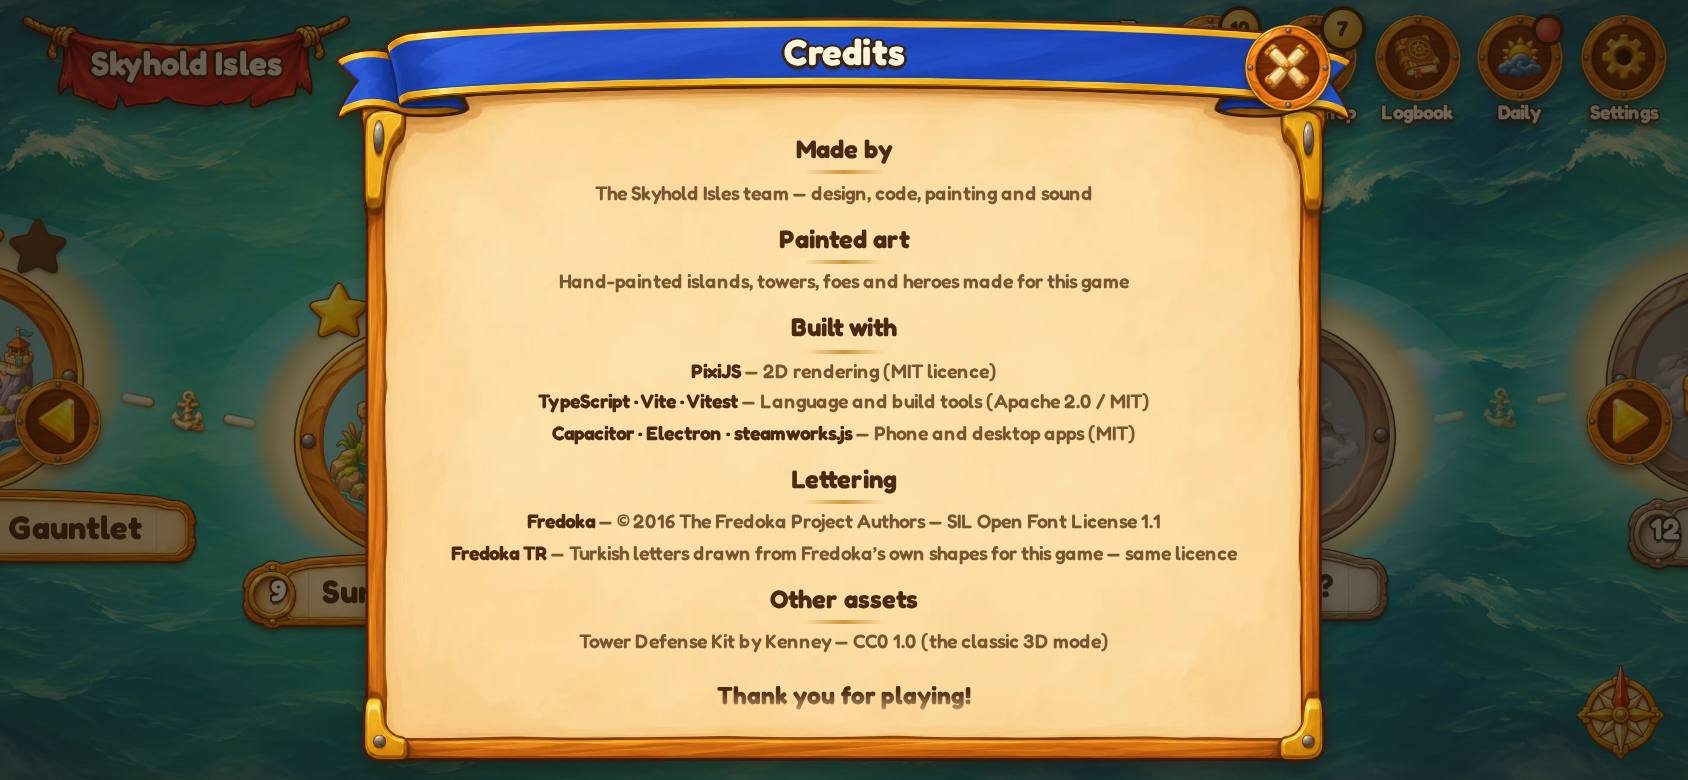 Skyhold Isles
Credits
7
Logbook
Daily
Settings
Made by
The Skyhold Isles team – design, code, painting and sound
Painted art
Hand-painted islands, towers, foes and heroes made for this game
Built with
PixiJS – 2D rendering (MIT licence)
TypeScript · Vite · Vitest – Language and build tools (Apache 2.0 / MIT)
Capacitor · Electron · steamworks.js – Phone and desktop apps (MIT)
Lettering
Fredoka – © 2016 The Fredoka Project Authors – SIL Open Font License 1.1
Fredoka TR – Turkish letters drawn from Fredoka’s own shapes for this game – same licence
Gauntlet
12
9
?
Other assets
Tower Defense Kit by Kenney – CC0 1.0 (the classic 3D mode)
Thank you for playing!